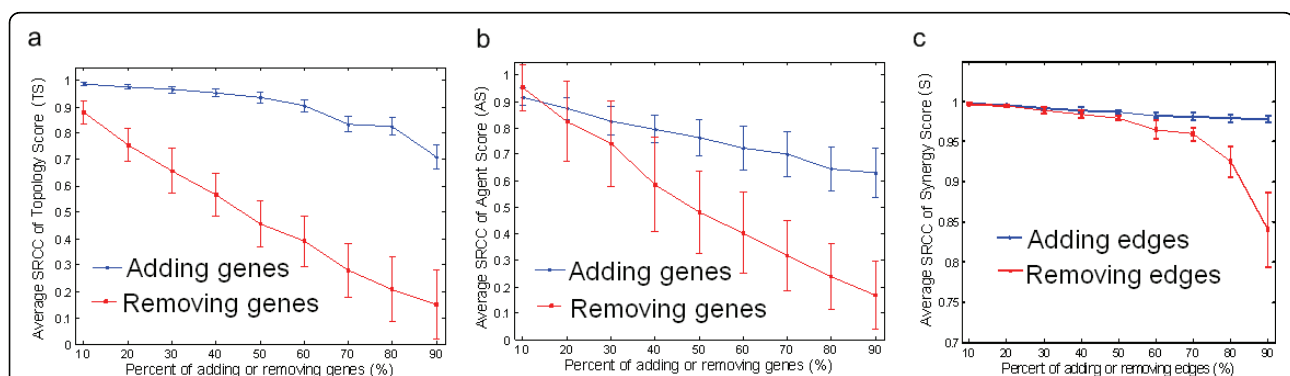 a
Average SRCC of Topology Score (TS)
1
0.9
0.8
0.7
0.6
0.5
0.4
0.3
0.2
0.1
0
Adding genes
Removing genes
10 20 30 40 50 60 70 80 90
Percent of adding or removing genes (%)
b
Average SRCC of Agent Score (AS)
1
0.9
0.8
0.7
0.6
0.5
0.4
0.3
0.2
0.1
0
Adding genes
Removing genes
10 20 30 40 50 60 70 80 90
Percent of adding or removing genes (%)
c
Average SRCC of Synergy Score (S)
1
0.95
0.9
0.85
0.8
0.75
0.7
Adding edges
Removing edges
10 20 30 40 50 60 70 80 90
Percent of adding or removing edges (%)